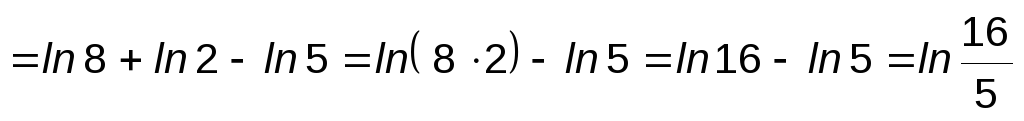 =ln 8 + ln 2 - ln 5 =ln( 8 ·2) - ln 5 =ln16 - ln 5 =ln 16/5